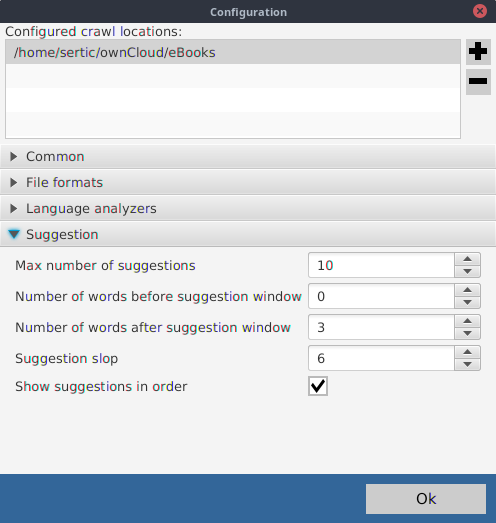 Configuration
Configured crawl locations:
/home/sertic/ownCloud/eBooks
Common
File formats
Language analyzers
Suggestion
Max number of suggestions 10
Number of words before suggestion window 0
Number of words after suggestion window 3
Suggestion slop 6
Show suggestions in order
Ok